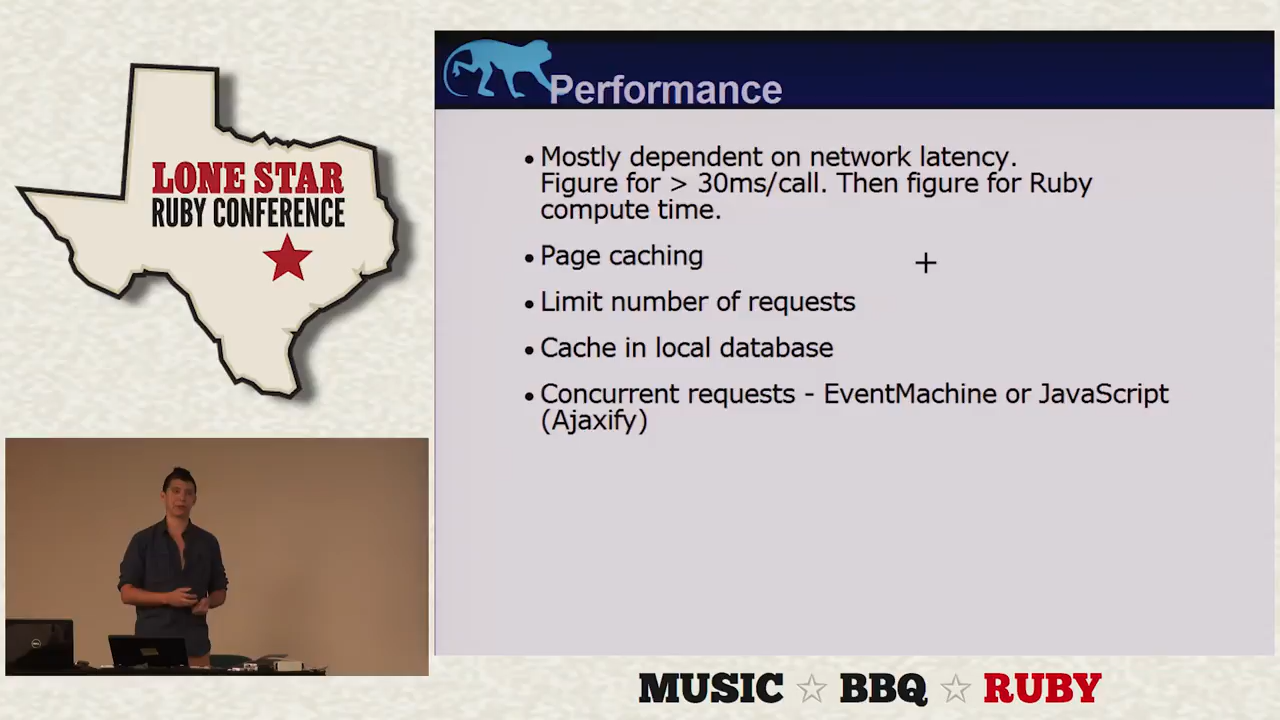 LONE STAR
RUBY CONFERENCE
Performance
Mostly dependent on network latency.
Figure for > 30ms/call. Then figure for Ruby
compute time.
Page caching
Limit number of requests
Cache in local database
Concurrent requests - EventMachine or JavaScript
(Ajaxify)
MUSIC ☆ BBQ ☆ RUBY